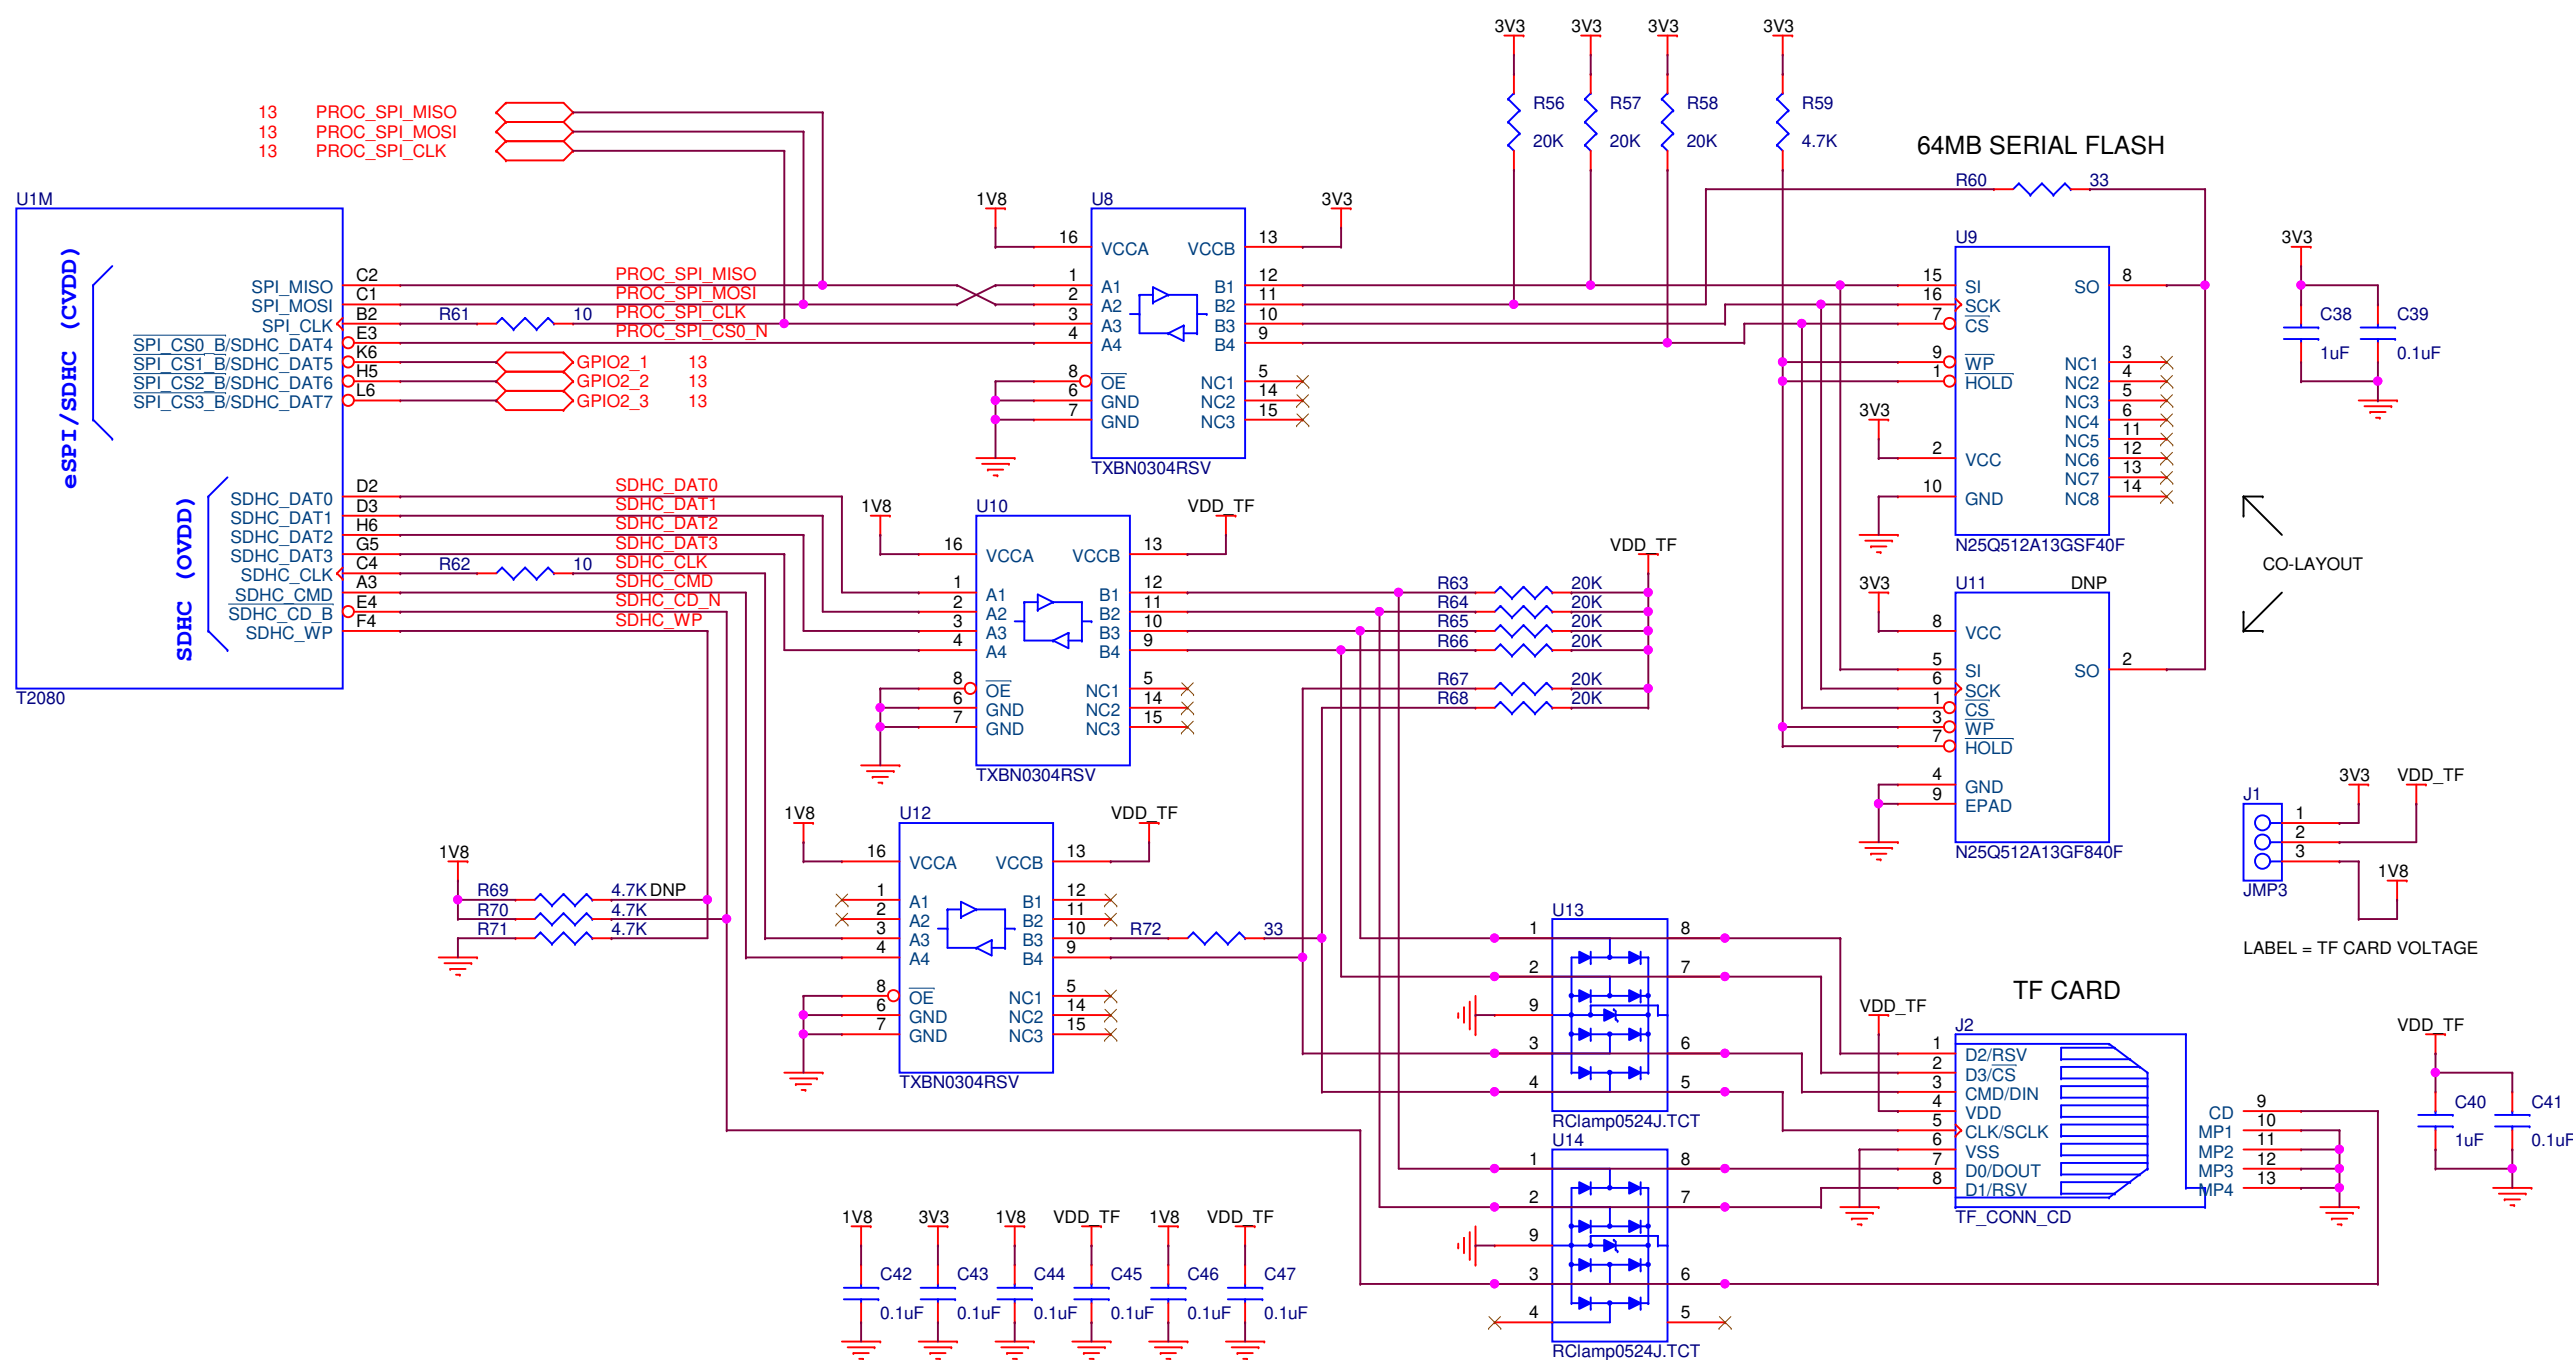 3V3 3V3 3V3 3V3
R56 R57 R58 R59
20K 20K 20K 4.7K
13 PROC_SPI_MISO
13 PROC_SPI_MOSI
13 PROC_SPI_CLK
64MB SERIAL FLASH
R60 33
U1M
eSPI/SDHC (CVDD)
SPI_MISO C2 PROC_SPI_MISO
SPI_MOSI C1 PROC_SPI_MOSI
SPI_CLK B2 R61 10 PROC_SPI_CLK
SPI_CS0_B/SDHC_DAT4 E3 PROC_SPI_CS0_N
SPI_CS1_B/SDHC_DAT5 K6 GPIO2_1 13
SPI_CS2_B/SDHC_DAT6 H5 GPIO2_2 13
SPI_CS3_B/SDHC_DAT7 L6 GPIO2_3 13
SDHC (OVDD)
SDHC_DAT0 D2 SDHC_DAT0
SDHC_DAT1 D3 SDHC_DAT1
SDHC_DAT2 H6 SDHC_DAT2
SDHC_DAT3 G5 SDHC_DAT3
SDHC_CLK C4 R62 10 SDHC_CLK
SDHC_CMD A3 SDHC_CMD
SDHC_CD_B E4 SDHC_CD_N
SDHC_WP F4 SDHC_WP
T2080
1V8 U8 3V3
16 VCCA VCCB 13
1 A1 B1 12
2 A2 B2 11
3 A3 B3 10
4 A4 B4 9
8 OE NC1 5
6 GND NC2 14
7 GND NC3 15
TXBN0304RSV
U9
15 SI SO 8
16 SCK
7 CS
9 WP NC1 3
1 HOLD NC2 4
NC3 5
3V3 NC4 6
NC5 11
2 VCC NC6 12
NC7 13
10 GND NC8 14
N25Q512A13GSF40F
3V3
C38 C39
1uF 0.1uF
CO-LAYOUT
1V8 U10 VDD_TF
16 VCCA VCCB 13
1 A1 B1 12
2 A2 B2 11
3 A3 B3 10
4 A4 B4 9
8 OE NC1 5
6 GND NC2 14
7 GND NC3 15
TXBN0304RSV
VDD_TF
R63 20K
R64 20K
R65 20K
R66 20K
R67 20K
R68 20K
3V3 U11 DNP
8 VCC
5 SI SO 2
6 SCK
1 CS
3 WP
7 HOLD
4 GND
9 EPAD
N25Q512A13GF840F
3V3 VDD_TF
J1
1
2
3
1V8
JMP3
LABEL = TF CARD VOLTAGE
1V8 U12 VDD_TF
16 VCCA VCCB 13
1 A1 B1 12
2 A2 B2 11
3 A3 B3 10 R72 33
4 A4 B4 9
8 OE NC1 5
6 GND NC2 14
7 GND NC3 15
TXBN0304RSV
1V8
R69 4.7K DNP
R70 4.7K
R71 4.7K
U13
1 8
2 7
9
3 6
4 5
RClamp0524J.TCT
U14
1 8
2 7
9
3 6
4 5
RClamp0524J.TCT
TF CARD
VDD_TF J2
1 D2/RSV
2 D3/CS
3 CMD/DIN
4 VDD CD 9
5 CLK/SCLK MP1 10
6 VSS MP2 11
7 D0/DOUT MP3 12
8 D1/RSV MP4 13
TF_CONN_CD
VDD_TF
C40 C41
1uF 0.1uF
1V8 3V3 1V8 VDD_TF 1V8 VDD_TF
C42 C43 C44 C45 C46 C47
0.1uF 0.1uF 0.1uF 0.1uF 0.1uF 0.1uF